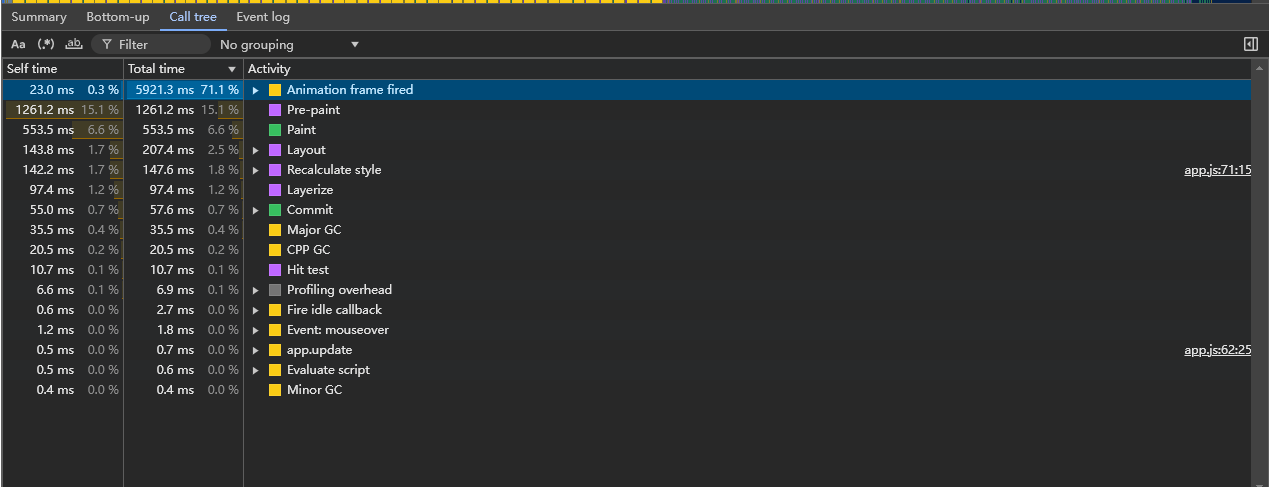 Summary Bottom-up Call tree Event log
Aa (.*) ab Filter No grouping
Self time Total time Activity
23.0 ms 0.3 % 5921.3 ms 71.1 % Animation frame fired
1261.2 ms 15.1 % 1261.2 ms 15.1 % Pre-paint
553.5 ms 6.6 % 553.5 ms 6.6 % Paint
143.8 ms 1.7 % 207.4 ms 2.5 % Layout
142.2 ms 1.7 % 147.6 ms 1.8 % Recalculate style app.js:71:15
97.4 ms 1.2 % 97.4 ms 1.2 % Layerize
55.0 ms 0.7 % 57.6 ms 0.7 % Commit
35.5 ms 0.4 % 35.5 ms 0.4 % Major GC
20.5 ms 0.2 % 20.5 ms 0.2 % CPP GC
10.7 ms 0.1 % 10.7 ms 0.1 % Hit test
6.6 ms 0.1 % 6.9 ms 0.1 % Profiling overhead
0.6 ms 0.0 % 2.7 ms 0.0 % Fire idle callback
1.2 ms 0.0 % 1.8 ms 0.0 % Event: mouseover
0.5 ms 0.0 % 0.7 ms 0.0 % app.update app.js:62:25
0.5 ms 0.0 % 0.6 ms 0.0 % Evaluate script
0.4 ms 0.0 % 0.4 ms 0.0 % Minor GC